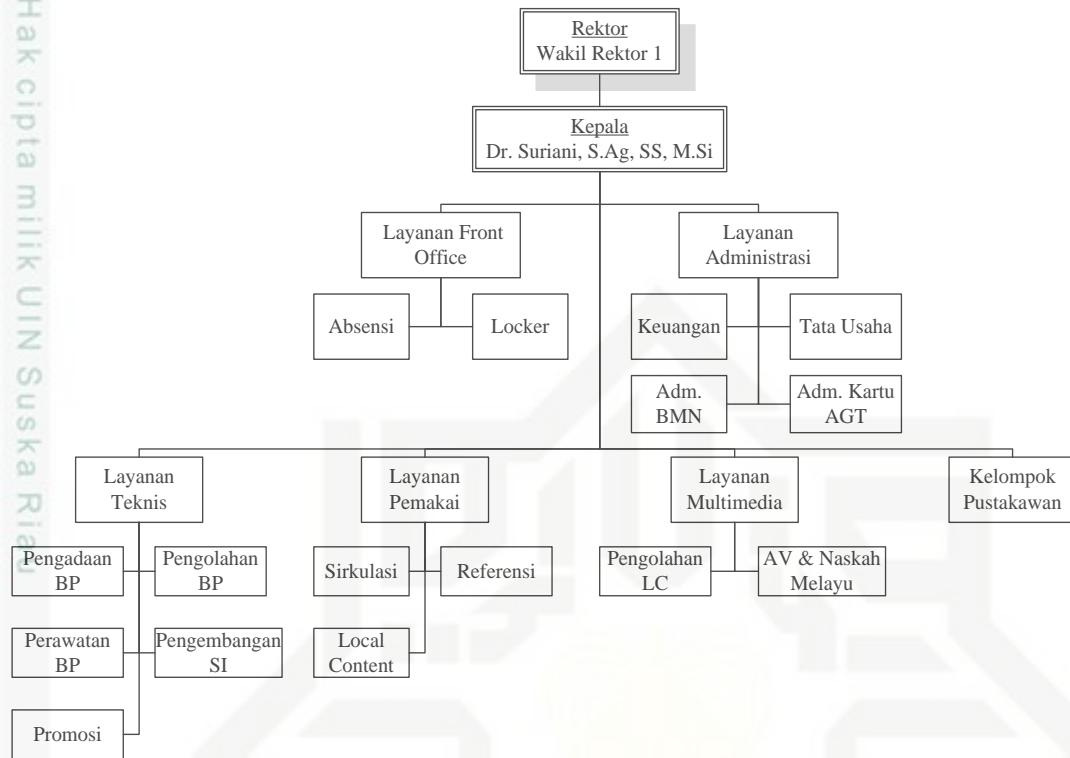 Hak cipta milik UIN Suska Riau
Rektor
Wakil Rektor 1
Kepala
Dr. Suriani, S.Ag, SS, M.Si
Layanan Front
Office
Layanan
Administrasi
Absensi
Locker
Keuangan
Tata Usaha
Adm.
BMN
Adm. Kartu
AGT
Layanan
Teknis
Layanan
Pemakai
Layanan
Multimedia
Kelompok
Pustakawan
Pengadaan
BP
Pengolahan
BP
Sirkulasi
Referensi
Pengolahan
LC
AV & Naskah
Melayu
Perawatan
BP
Pengembangan
SI
Local
Content
Promosi